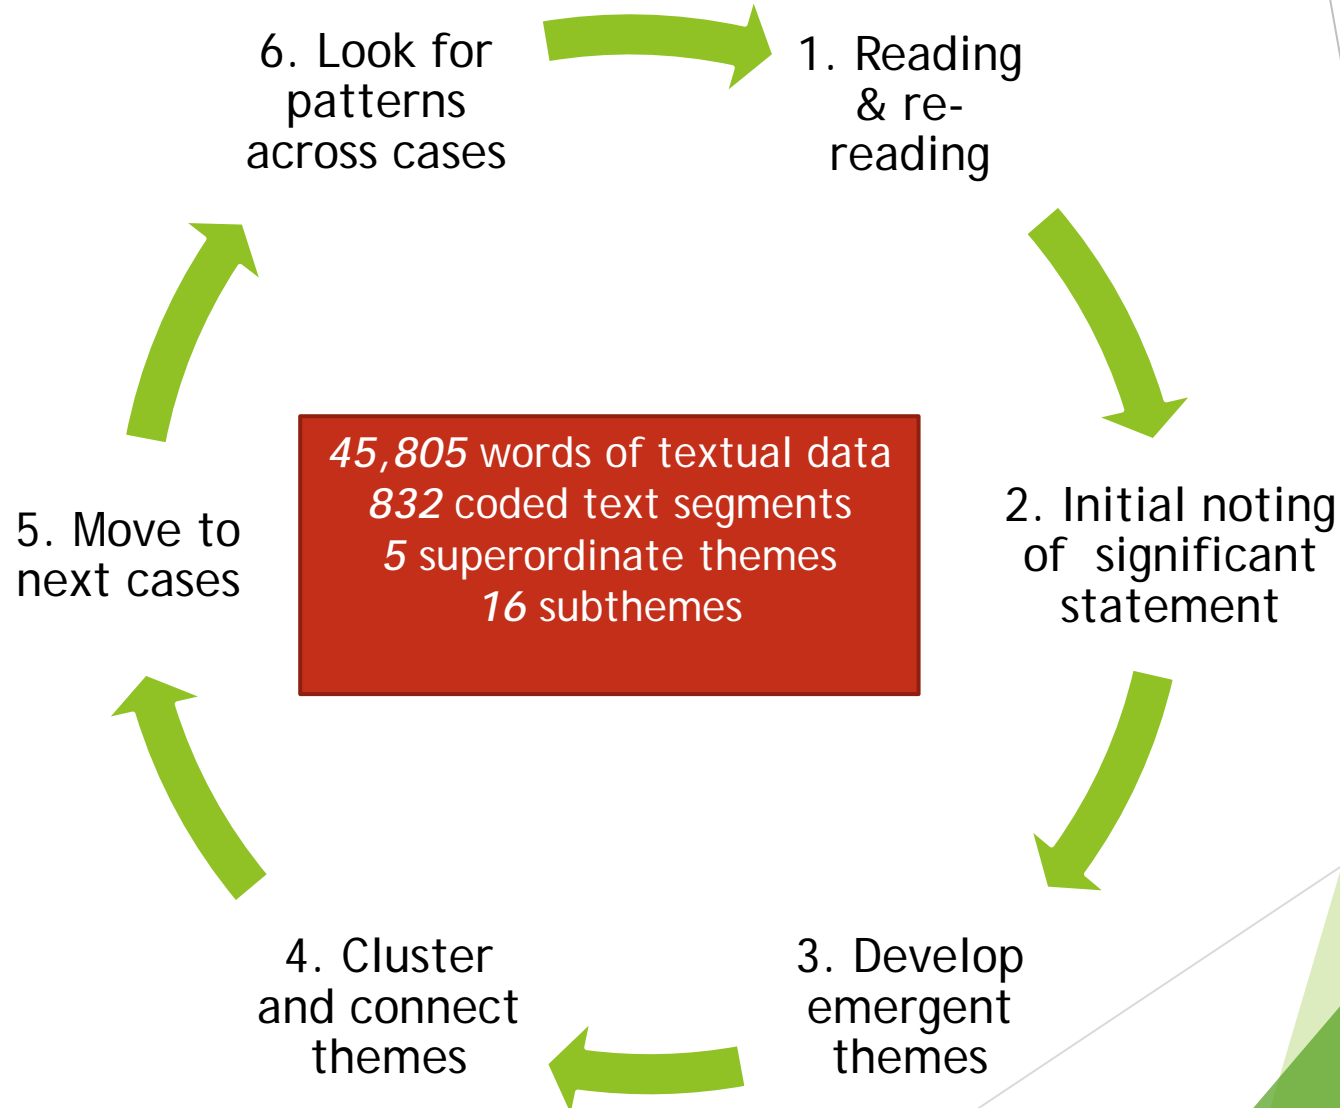 1. Reading
& re-
reading
2. Initial noting
of significant
statement
3. Develop
emergent
themes
4. Cluster
and connect
themes
5. Move to
next cases
6. Look for
patterns
across cases
45,805 words of textual data
832 coded text segments
5 superordinate themes
16 subthemes